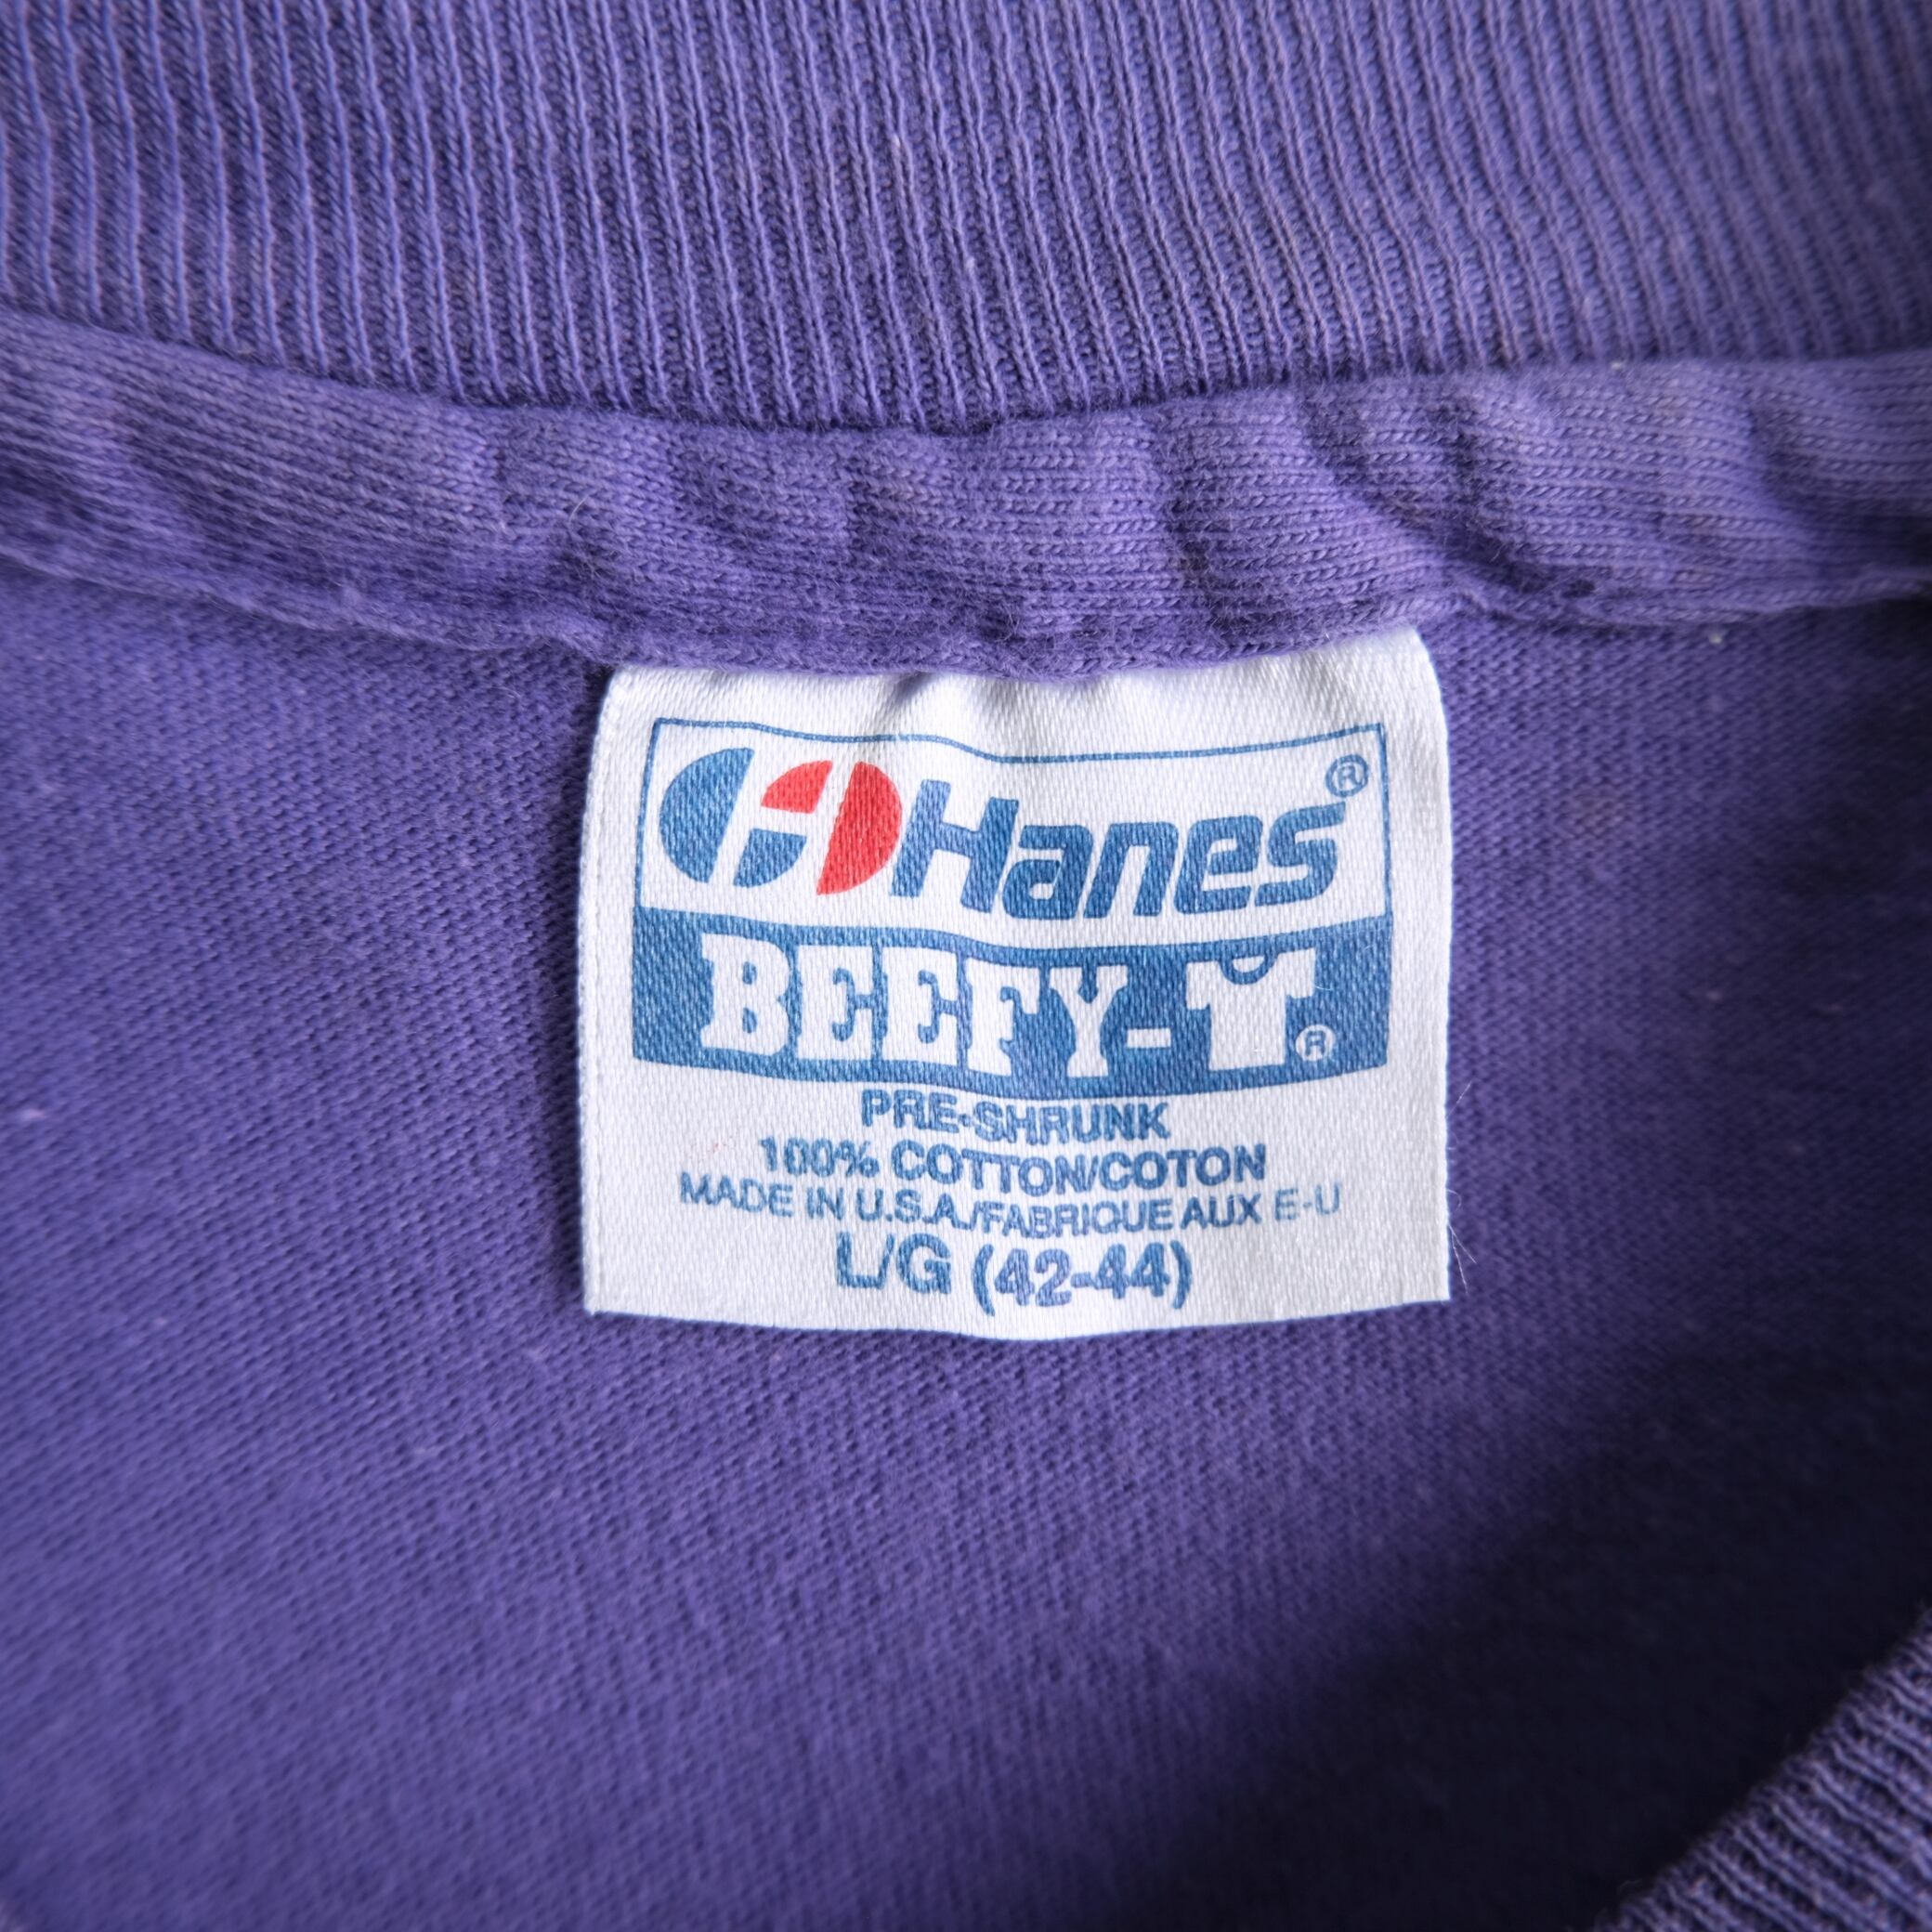 Hanes®
BEEFY-T®
PRE-SHRUNK
100% COTTON/COTON
MADE IN U.S.A./FABRIQUE AUX E-U
L/G (42-44)